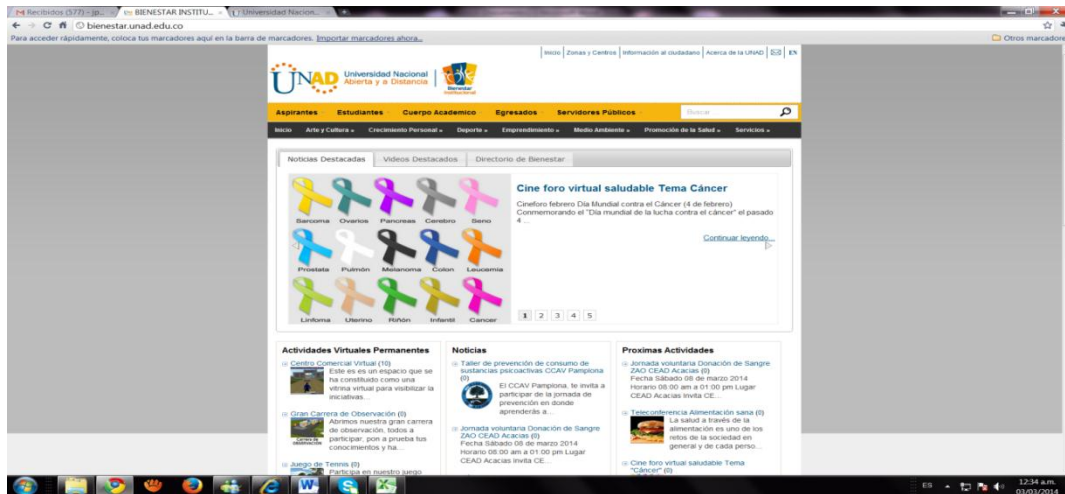 Recibidos (577) - jp...
BIENESTAR INSTITU...
Universidad Nacion...
bienestar.unad.edu.co
Para acceder rápidamente, coloca tus marcadores aquí en la barra de marcadores. Importar marcadores ahora...
Otros marcadore
Inicio Zonas y Centros Información al ciudadano Acerca de la UNAD EN
UNAD Universidad Nacional
Abierta y a Distancia
Bienestar
Institucional
Aspirantes Estudiantes Cuerpo Academico Egresados Servidores Públicos Buscar
Inicio Arte y Cultura » Crecimiento Personal » Deporte » Emprendimiento » Medio Ambiente » Promoción de la Salud » Servicios »
Noticias Destacadas Videos Destacados Directorio de Bienestar
Sarcoma Ovarios Pancreas Cerebro Seno
Prostata Pulmón Melanoma Colon Leucemia
Linfoma Uterino Riñón Infantil Cancer
Cine foro virtual saludable Tema Cáncer
Cineforo febrero Día Mundial contra el Cáncer (4 de febrero)
Conmemorando el "Día mundial de la lucha contra el cáncer" el pasado
4 ...
Continuar leyendo...
1 2 3 4 5
Actividades Virtuales Permanentes
Centro Comercial Virtual (10)
Este es es un espacio que se
ha constituido como una
vitrina virtual para visibilizar la
iniciativas...
Gran Carrera de Observación (0)
Abrimos nuestra gran carrera
de observación, todos a
participar, pon a prueba tus
conocimientos y ha...
Carrera de
OBSERVACIÓN
Juego de Tennis (0)
Participa en nuestro juego
Noticias
Taller de prevención de consumo de
sustancias psicoactivas CCAV Pamplona
(0)
El CCAV Pamplona, te invita a
participar de la jornada de
prevención en donde
aprenderás a...
Jornada voluntaria Donación de Sangre
ZAO CEAD Acacias (0)
Fecha Sábado 08 de marzo 2014
Horario 08:00 am a 01:00 pm Lugar
CEAD Acacias Invita CE...
Proximas Actividades
Jornada voluntaria Donación de Sangre
ZAO CEAD Acacias (0)
Fecha Sábado 08 de marzo 2014
Horario 08:00 am a 01:00 pm Lugar
CEAD Acacias Invita CE...
Teleconferencia Alimentación sana (0)
La salud a través de la
alimentación es uno de los
retos de la sociedad en
general y de cada perso...
Cine foro virtual saludable Tema
"Cáncer" (0)
ES
12:34 a.m.
03/03/2014